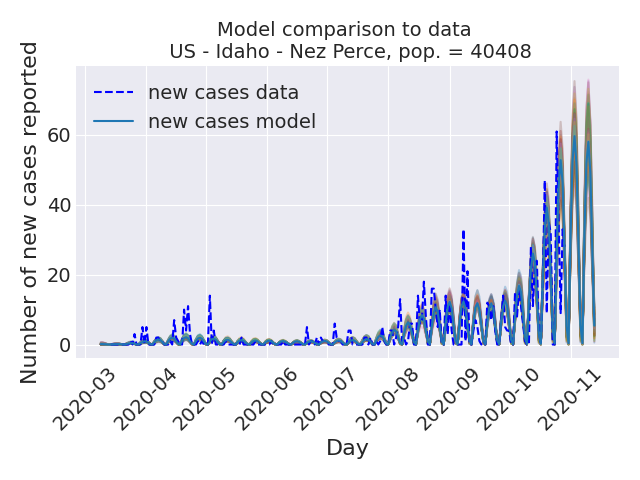 Model comparison to data
US - Idaho - Nez Perce, pop. = 40408
Number of new cases reported
new cases data
new cases model
60
40
20
0
2020-03
2020-04
2020-05
2020-06
2020-07
2020-08
2020-09
2020-10
2020-11
Day